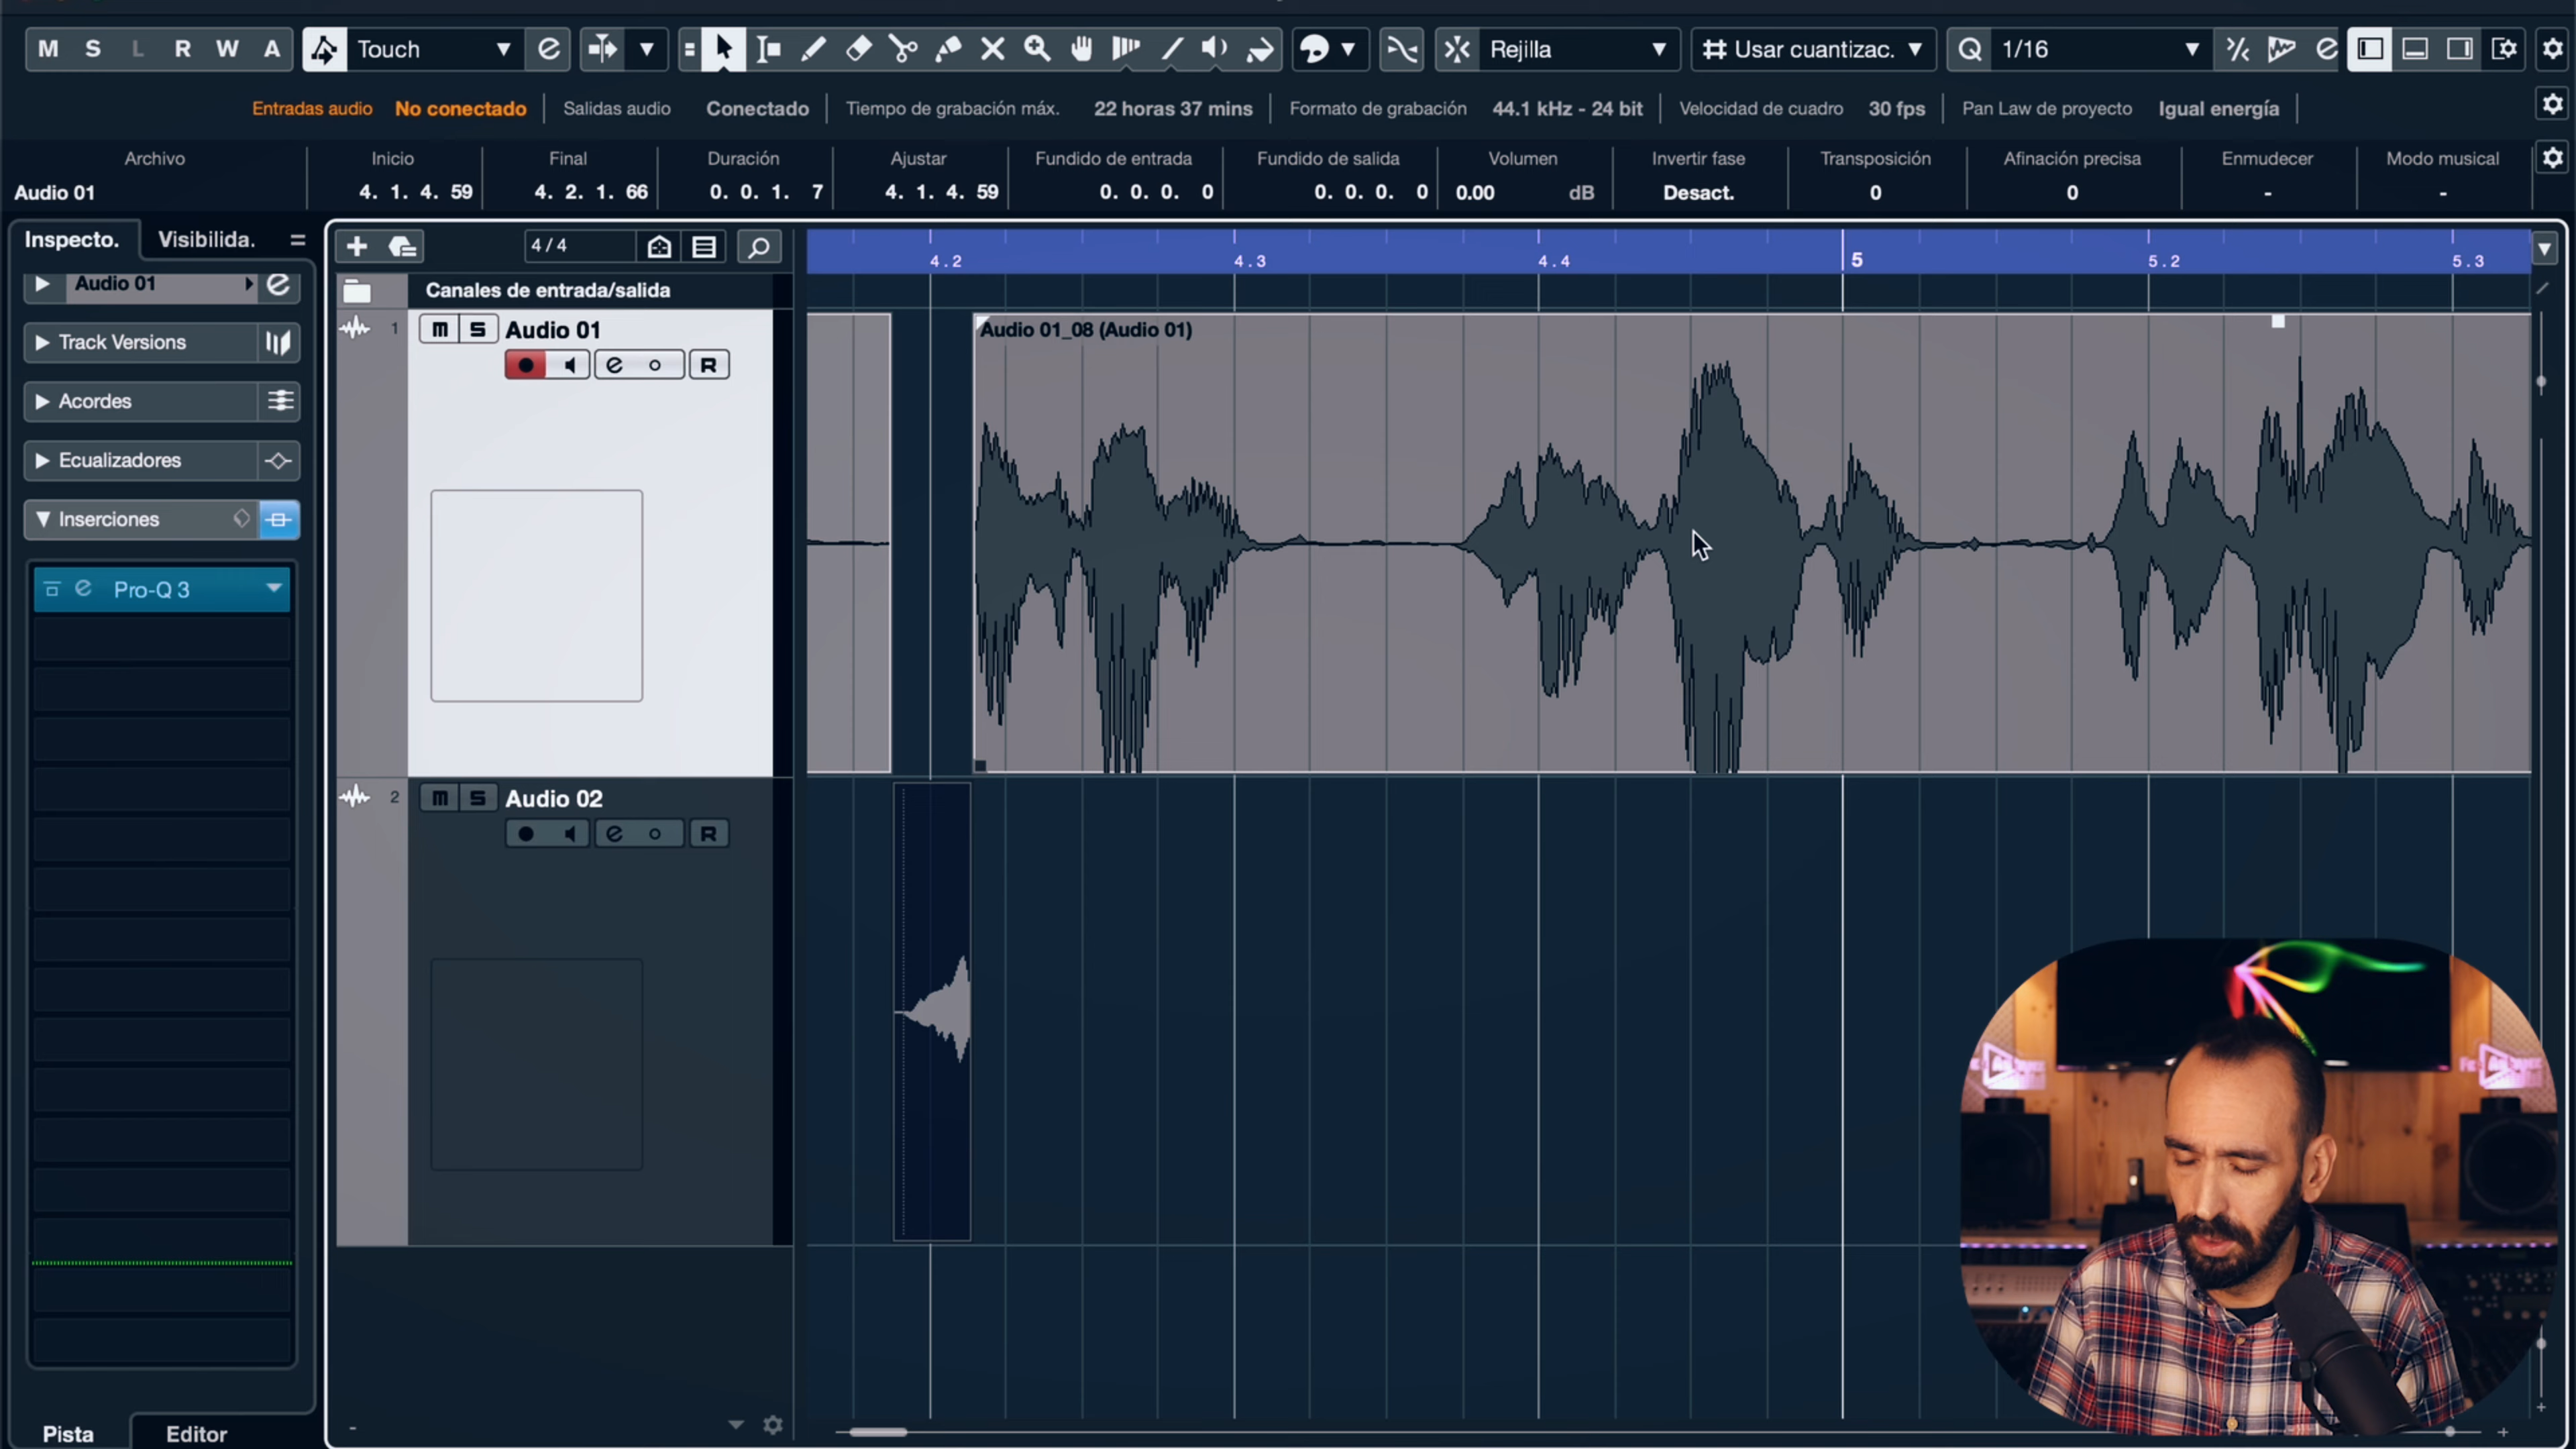 M S L R W A Touch Rejilla Usar cuantizac. Q 1/16
Entradas audio No conectado Salidas audio Conectado Tiempo de grabación máx. 22 horas 37 mins Formato de grabación 44.1 kHz - 24 bit Velocidad de cuadro 30 fps Pan Law de proyecto Igual energía
Archivo Inicio Final Duración Ajustar Fundido de entrada Fundido de salida Volumen Invertir fase Transposición Afinación precisa Enmudecer Modo musical
Audio 01 4. 1. 4. 59 4. 2. 1. 66 0. 0. 1. 7 4. 1. 4. 59 0. 0. 0. 0 0. 0. 0. 0 0.00 dB Desact. 0 0 - -
Inspecto. Visibilida. 4/4
4.2 4.3 4.4 5 5.2 5.3
Audio 01
Canales de entrada/salida
1 m S Audio 01
Audio 01_08 (Audio 01)
R
Track Versions
Acordes
Ecualizadores
Inserciones
Pro-Q 3
2 m S Audio 02
R
Pista Editor